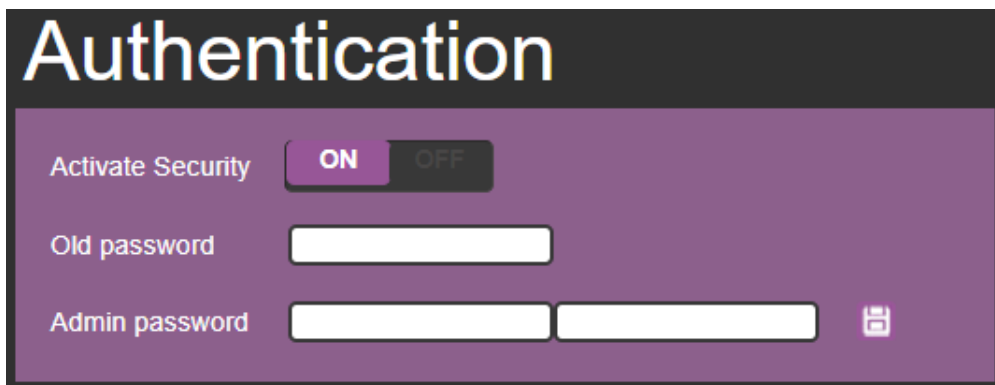 Authentication
Activate Security ON OFF
Old password
Admin password